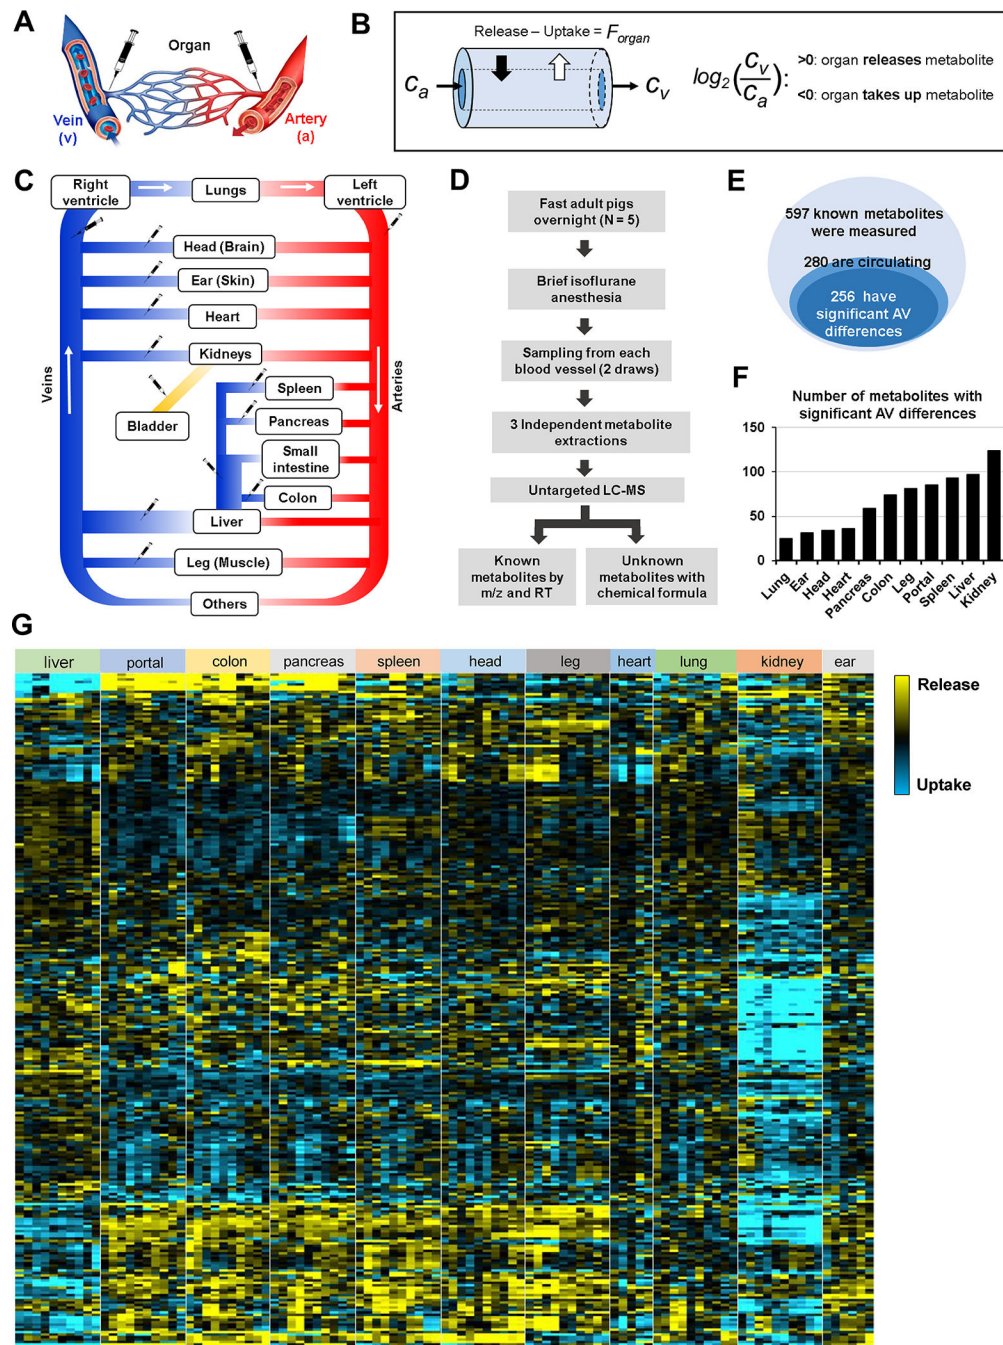 A
Organ
Vein
(v)
Artery
(a)
B
Release – Uptake = F_organ
C_a
C_v
log_2(C_v/C_a):
>0: organ releases metabolite
<0: organ takes up metabolite
C
Right
ventricle
Lungs
Left
ventricle
Head (Brain)
Ear (Skin)
Heart
Kidneys
Spleen
Bladder
Pancreas
Small
intestine
Colon
Liver
Leg (Muscle)
Others
Veins
Arteries
D
Fast adult pigs
overnight (N = 5)
Brief isoflurane
anesthesia
Sampling from each
blood vessel (2 draws)
3 Independent metabolite
extractions
Untargeted LC-MS
Known
metabolites by
m/z and RT
Unknown
metabolites with
chemical formula
E
597 known metabolites
were measured
280 are circulating
256 have
significant AV
differences
F
Number of metabolites with
significant AV differences
150
100
50
0
Lung
Ear
Head
Heart
Pancreas
Colon
Leg
Portal
Spleen
Liver
Kidney
G
liver
portal
colon
pancreas
spleen
head
leg
heart
lung
kidney
ear
Release
Uptake